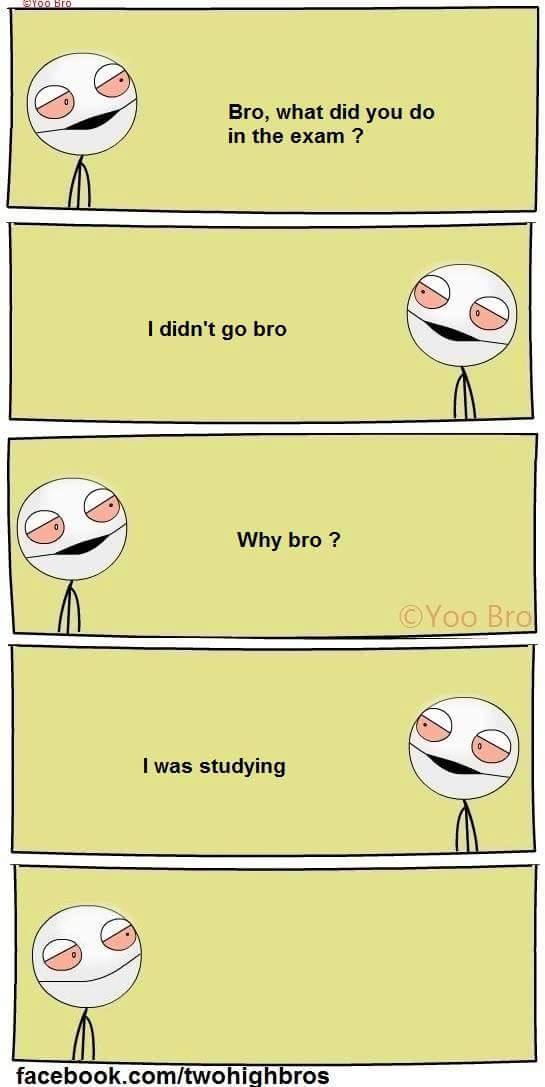 ©Yoo Bro
Bro, what did you do
in the exam ?
I didn't go bro
Why bro ?
©Yoo Bro
I was studying
facebook.com/twohighbros